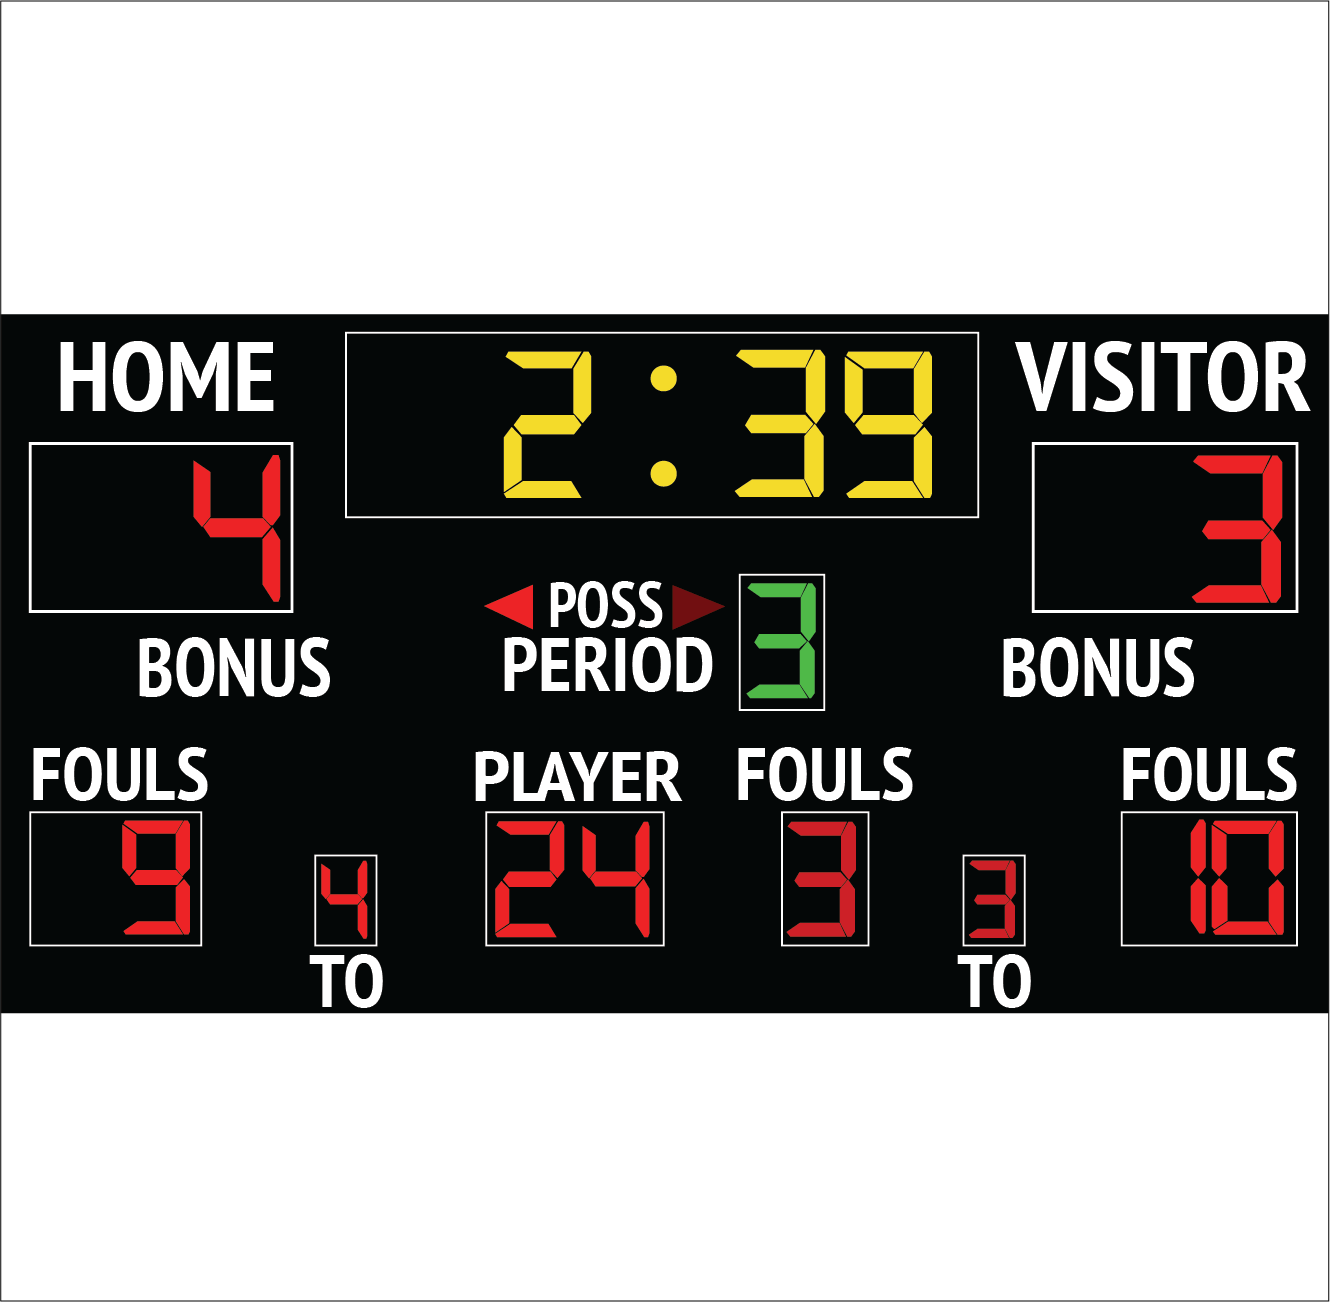 HOME 2:39 VISITOR
4 3
◀ POSS ▶ 3
PERIOD
BONUS BONUS
FOULS PLAYER FOULS FOULS
9 4 24 3 3 10
TO TO